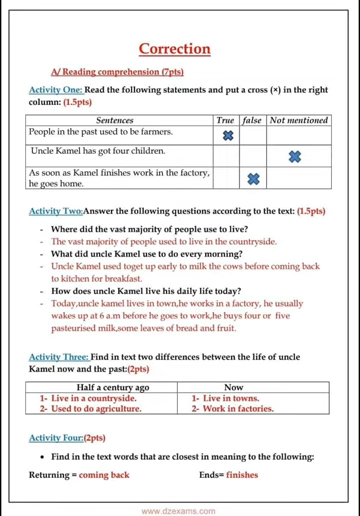 Correction
A/ Reading comprehension (7pts)
Activity One: Read the following statements and put a cross (×) in the right
column: (1.5pts)
Sentences True false Not mentioned
People in the past used to be farmers.
Uncle Kamel has got four children.
As soon as Kamel finishes work in the factory,
he goes home.
Activity Two:Answer the following questions according to the text: (1.5pts)
- Where did the vast majority of people use to live?
- The vast majority of people used to live in the countryside.
- What did uncle Kamel use to do every morning?
- Uncle Kamel used toget up early to milk the cows before coming back
to kitchen for breakfast.
- How does uncle Kamel live his daily life today?
- Today,uncle kamel lives in town,he works in a factory, he usually
wakes up at 6 a.m before he goes to work,he buys four or five
pasteurised milk,some leaves of bread and fruit.
Activity Three: Find in text two differences between the life of uncle
Kamel now and the past:(2pts)
Half a century ago Now
1- Live in a countryside. 1- Live in towns.
2- Used to do agriculture. 2- Work in factories.
Activity Four:(2pts)
• Find in the text words that are closest in meaning to the following:
Returning = coming back Ends= finishes
www.dzexams.com